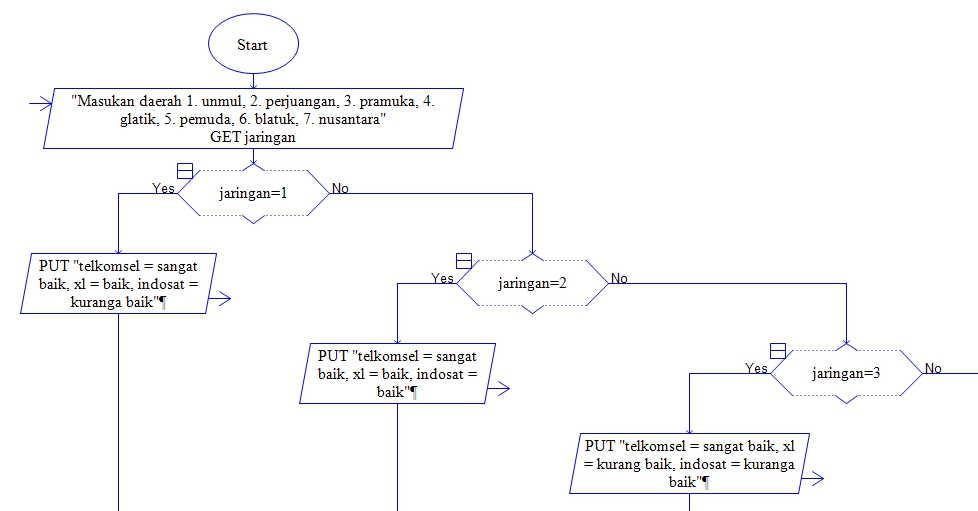 Start
"Masukan daerah 1. unmul, 2. perjuangan, 3. pramuka, 4.
glatik, 5. pemuda, 6. blatuk, 7. nusantara"
GET jaringan
Yes
jaringan=1
No
PUT "telkomsel = sangat
baik, xl = baik, indosat =
kuranga baik"¶
Yes
jaringan=2
No
PUT "telkomsel = sangat
baik, xl = baik, indosat =
baik"¶
Yes
jaringan=3
No
PUT "telkomsel = sangat baik, xl
= kurang baik, indosat = kuranga
baik"¶